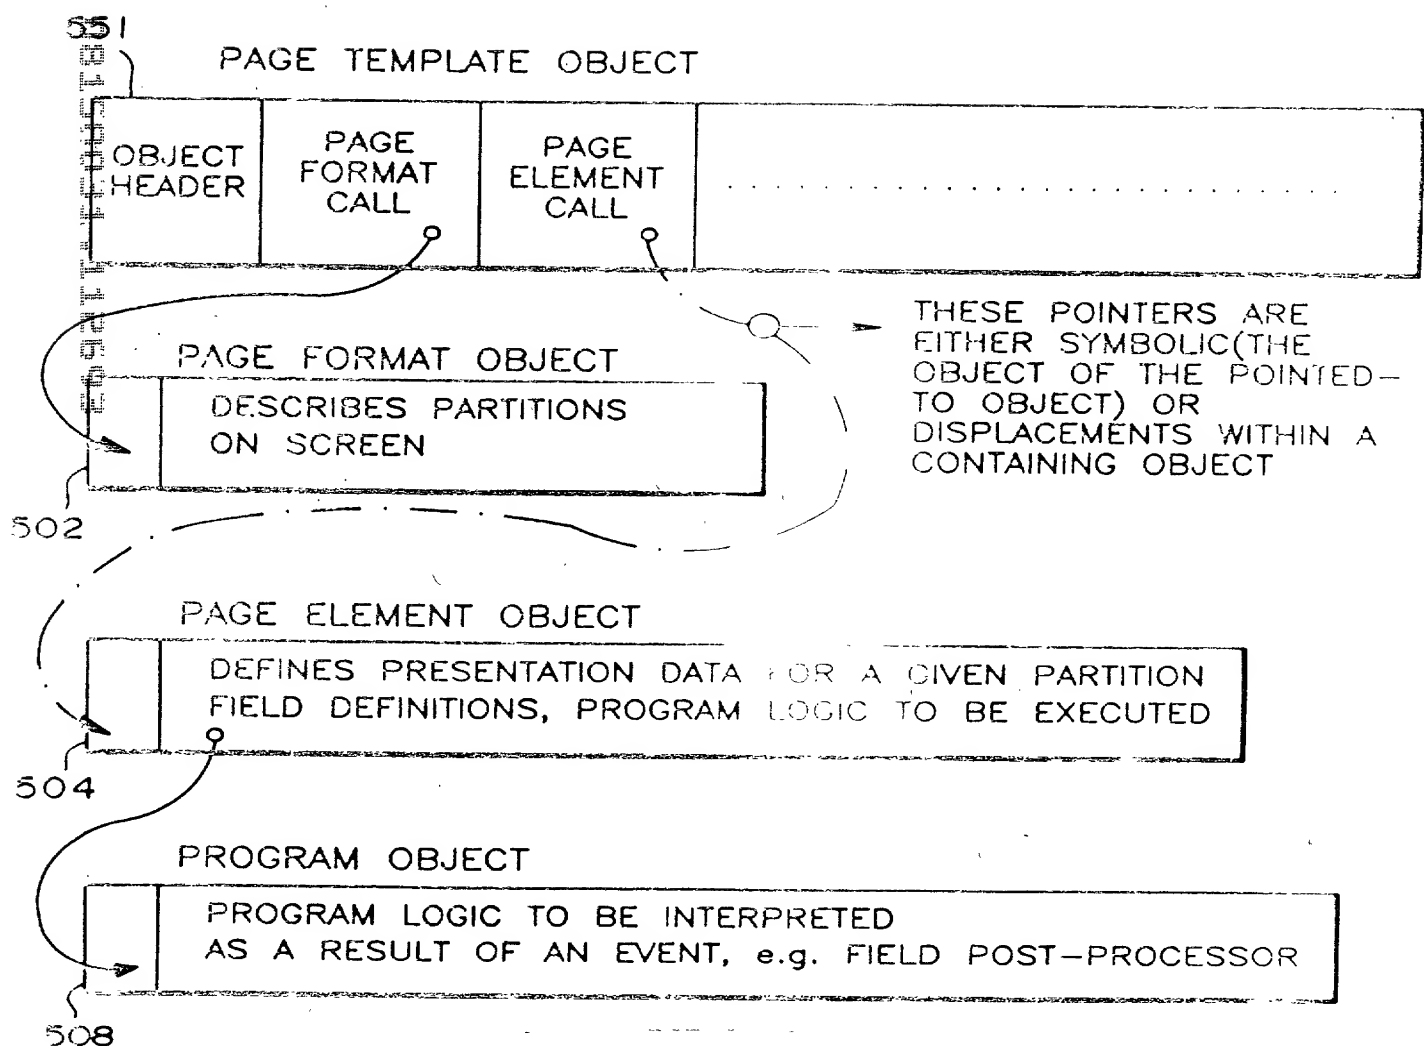 551
PAGE TEMPLATE OBJECT
OBJECT
HEADER
PAGE
FORMAT
CALL
PAGE
ELEMENT
CALL
. . . . . . . . . . . . . . . . . . . . . . . . .
THESE POINTERS ARE
EITHER SYMBOLIC(THE
OBJECT OF THE POINTED-
TO OBJECT) OR
DISPLACEMENTS WITHIN A
CONTAINING OBJECT
PAGE FORMAT OBJECT
DESCRIBES PARTITIONS
ON SCREEN
502
PAGE ELEMENT OBJECT
DEFINES PRESENTATION DATA FOR A GIVEN PARTITION
FIELD DEFINITIONS, PROGRAM LOGIC TO BE EXECUTED
504
PROGRAM OBJECT
PROGRAM LOGIC TO BE INTERPRETED
AS A RESULT OF AN EVENT, e.g. FIELD POST-PROCESSOR
508